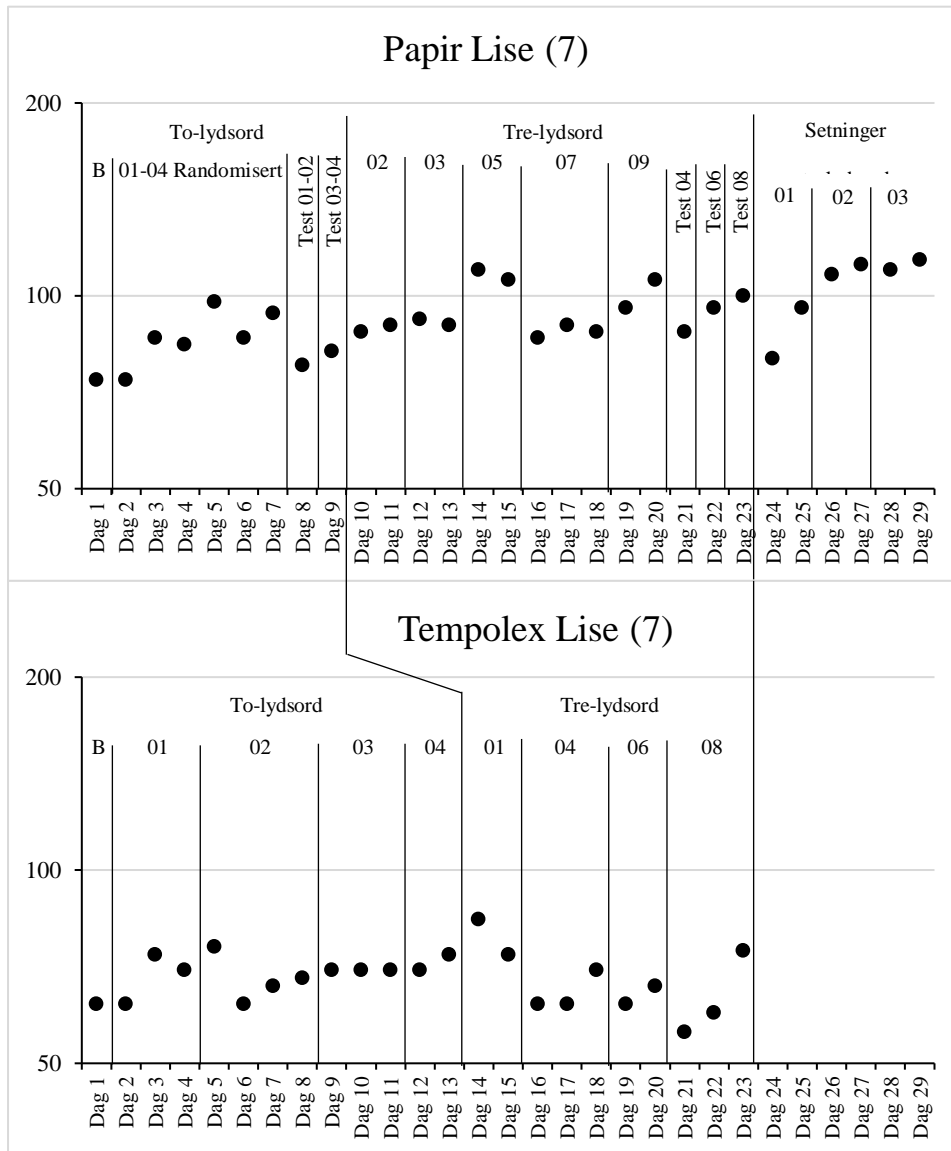 Papir Lise (7)
200
To-lydsord Tre-lydsord Setninger
B 01-04 Randomisert Test 01-02 Test 03-04 02 03 05 07 09 Test 04 Test 06 Test 08 01 02 03
100
50
Dag 1 Dag 2 Dag 3 Dag 4 Dag 5 Dag 6 Dag 7 Dag 8 Dag 9 Dag 10 Dag 11 Dag 12 Dag 13 Dag 14 Dag 15 Dag 16 Dag 17 Dag 18 Dag 19 Dag 20 Dag 21 Dag 22 Dag 23 Dag 24 Dag 25 Dag 26 Dag 27 Dag 28 Dag 29
Tempolex Lise (7)
200
To-lydsord Tre-lydsord
B 01 02 03 04 01 04 06 08
100
50
Dag 1 Dag 2 Dag 3 Dag 4 Dag 5 Dag 6 Dag 7 Dag 8 Dag 9 Dag 10 Dag 11 Dag 12 Dag 13 Dag 14 Dag 15 Dag 16 Dag 17 Dag 18 Dag 19 Dag 20 Dag 21 Dag 22 Dag 23 Dag 24 Dag 25 Dag 26 Dag 27 Dag 28 Dag 29